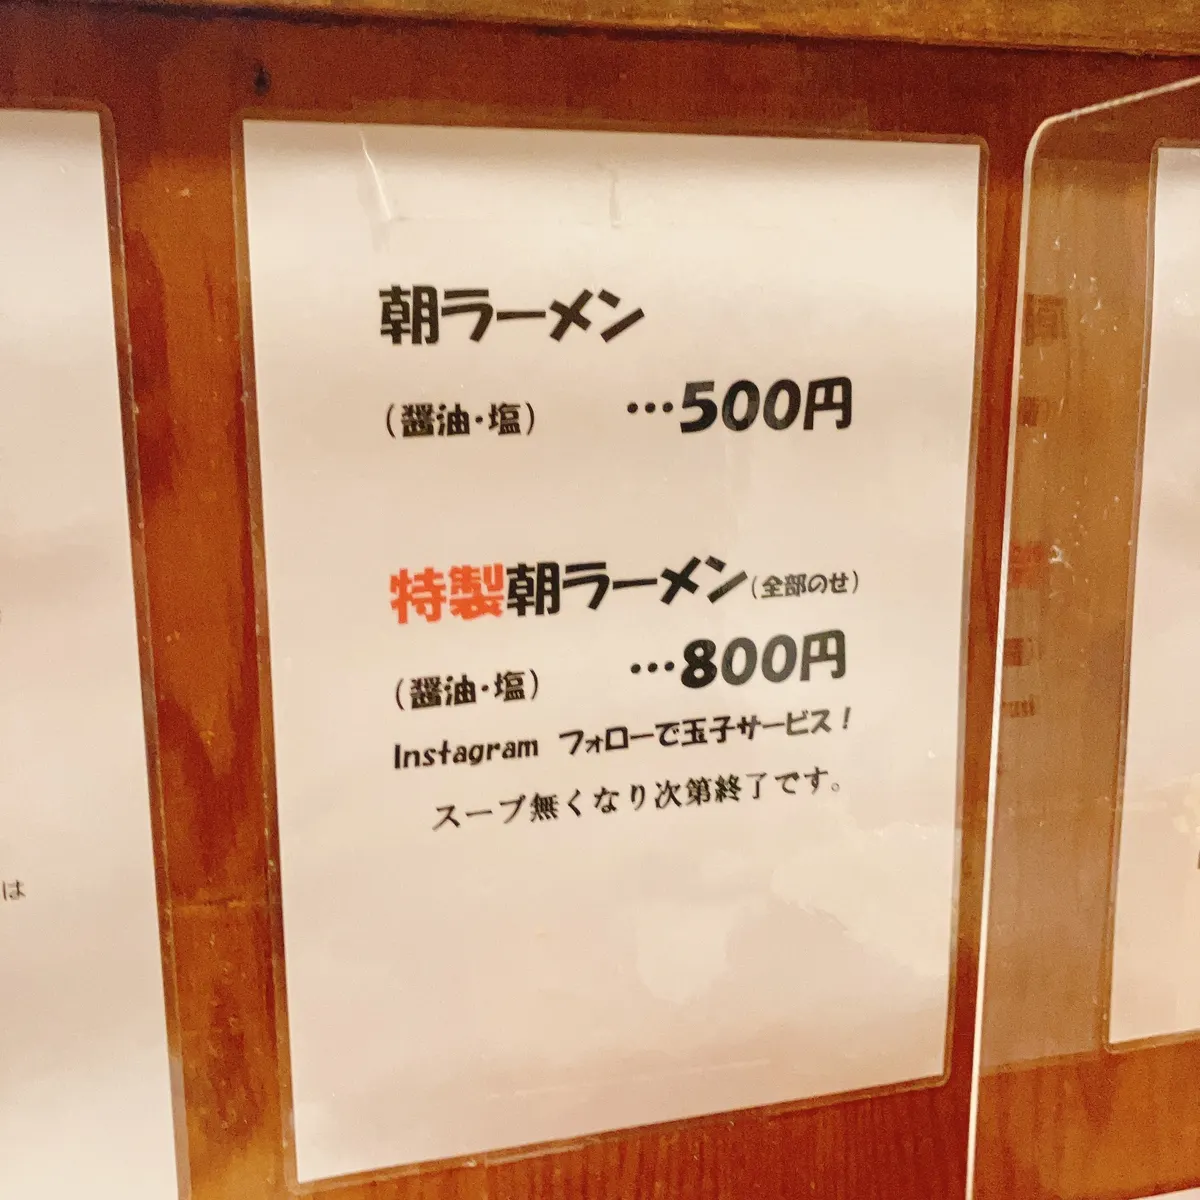 朝ラーメン
(醤油・塩) …500円
特製朝ラーメン(全部のせ)
(醤油・塩) …800円
Instagram フォローで玉子サービス!
スープ無くなり次第終了です。
は